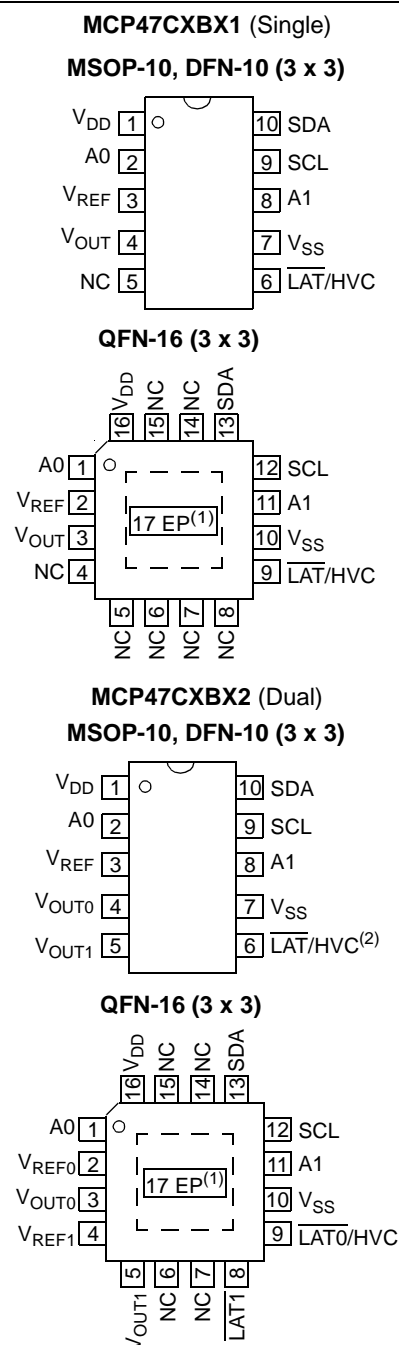 MCP47CXBX1 (Single)
MSOP-10, DFN-10 (3 x 3)
VDD 1 10 SDA
A0 2 9 SCL
VREF 3 8 A1
VOUT 4 7 VSS
NC 5 6 LAT/HVC
QFN-16 (3 x 3)
VDD NC NC SDA
16 15 14 13
A0 1 12 SCL
VREF 2 11 A1
17 EP(1)
VOUT 3 10 VSS
NC 4 9 LAT/HVC
5 6 7 8
NC NC NC NC
MCP47CXBX2 (Dual)
MSOP-10, DFN-10 (3 x 3)
VDD 1 10 SDA
A0 2 9 SCL
VREF 3 8 A1
VOUT0 4 7 VSS
VOUT1 5 6 LAT/HVC(2)
QFN-16 (3 x 3)
VDD NC NC SDA
16 15 14 13
A0 1 12 SCL
VREF0 2 11 A1
17 EP(1)
VOUT0 3 10 VSS
VREF1 4 9 LAT0/HVC
5 6 7 8
VOUT1 NC NC LAT1